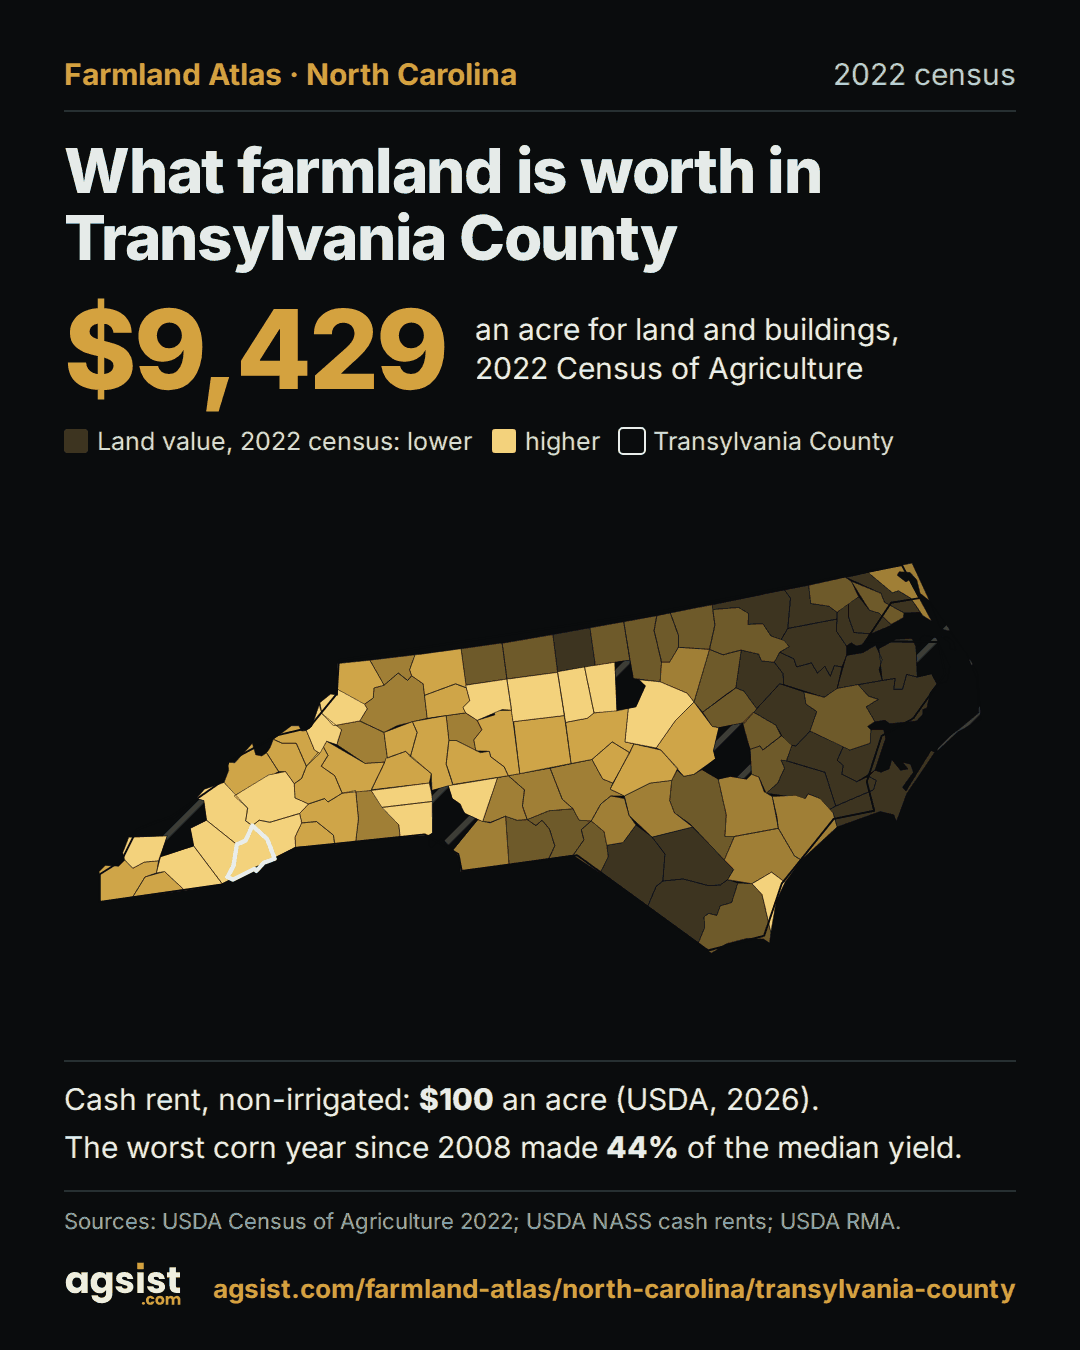 Farmland Atlas · North Carolina
2022 census
What farmland is worth in
Transylvania County
$9,429
an acre for land and buildings,
2022 Census of Agriculture
Land value, 2022 census: lower higher Transylvania County
Cash rent, non-irrigated: $100 an acre (USDA, 2026).
The worst corn year since 2008 made 44% of the median yield.
Sources: USDA Census of Agriculture 2022; USDA NASS cash rents; USDA RMA.
agsist
.com
agsist.com/farmland-atlas/north-carolina/transylvania-county